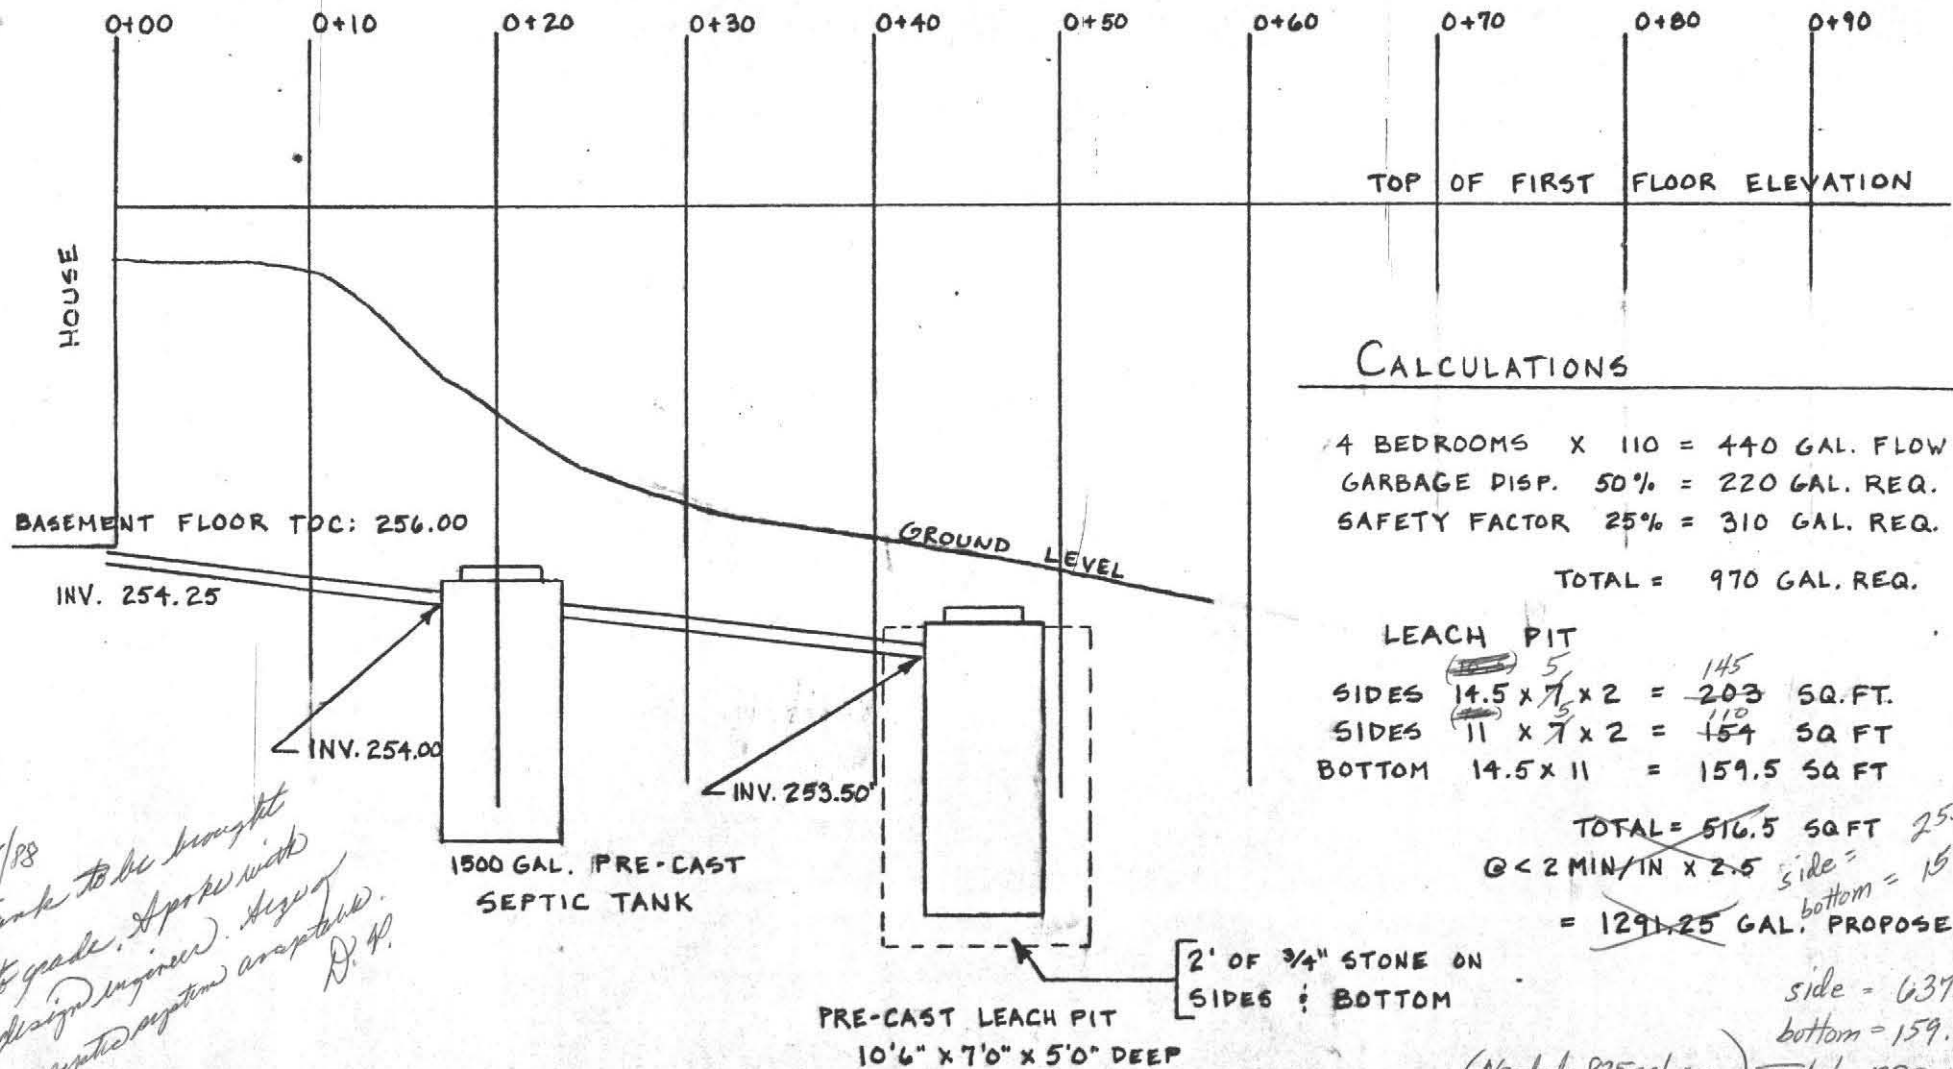 0+00 0+10 0+20 0+30 0+40 0+50 0+60 0+70 0+80 0+90
TOP OF FIRST FLOOR ELEVATION
HOUSE
BASEMENT FLOOR TOC: 256.00
INV. 254.25
GROUND LEVEL
INV. 254.00
INV. 253.50'
1500 GAL. PRE-CAST
SEPTIC TANK
PRE-CAST LEACH PIT
10'6" X 7'0" X 5'0" DEEP
2' OF 3/4" STONE ON
SIDES & BOTTOM
CALCULATIONS
4 BEDROOMS X 110 = 440 GAL. FLOW
GARBAGE DISP. 50% = 220 GAL. REQ.
SAFETY FACTOR 25% = 310 GAL. REQ.
TOTAL = 970 GAL. REQ.
LEACH PIT
5 145
SIDES 14.5 X 7 X 2 = 203 SQ.FT.
5 110
SIDES 11 X 7 X 2 = 154 SQ FT
BOTTOM 14.5 X 11 = 159.5 SQ FT
TOTAL = 516.5 SQ FT
@ < 2 MIN/IN X 2.5
side =
bottom = 15
= 1291.25 GAL. PROPOSE
side = 637
bottom = 159.
/88
to be brought
grade. Spoke with
design engineer. Size of
system
D.P.